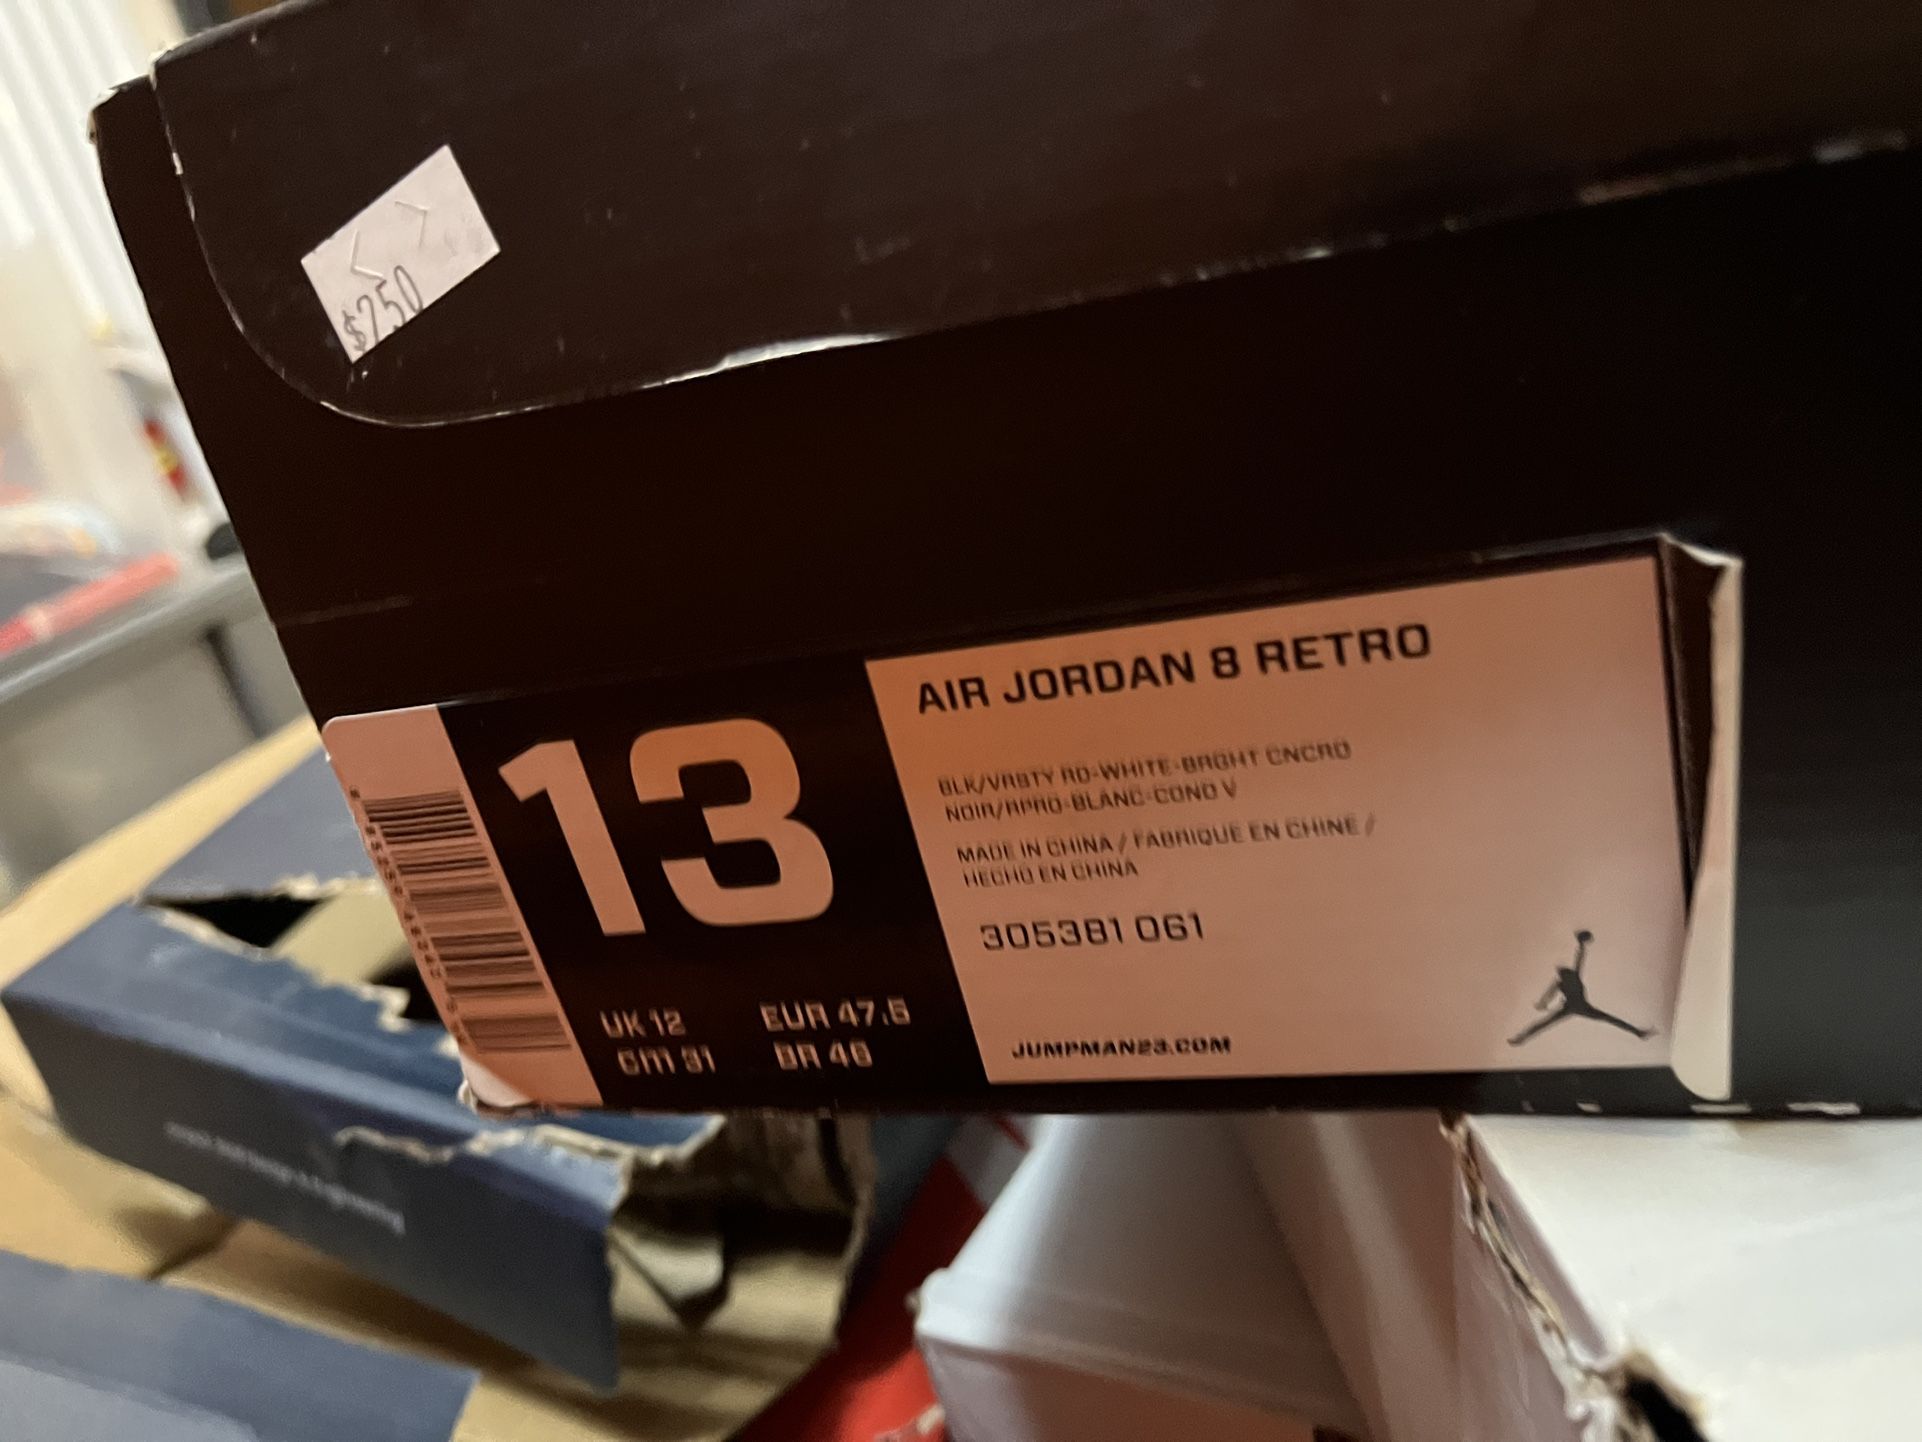 $250
AIR JORDAN 8 RETRO
BLK/VRSTY RD-WHITE-BRGHT CNCRD
NOIR/RPRO-BLANC-COND V
MADE IN CHINA / FABRIQUE EN CHINE /
HECHO EN CHINA
305381 061
JUMPMAN23.COM
13
UK 12 EUR 47.5
cm 31 BR 46